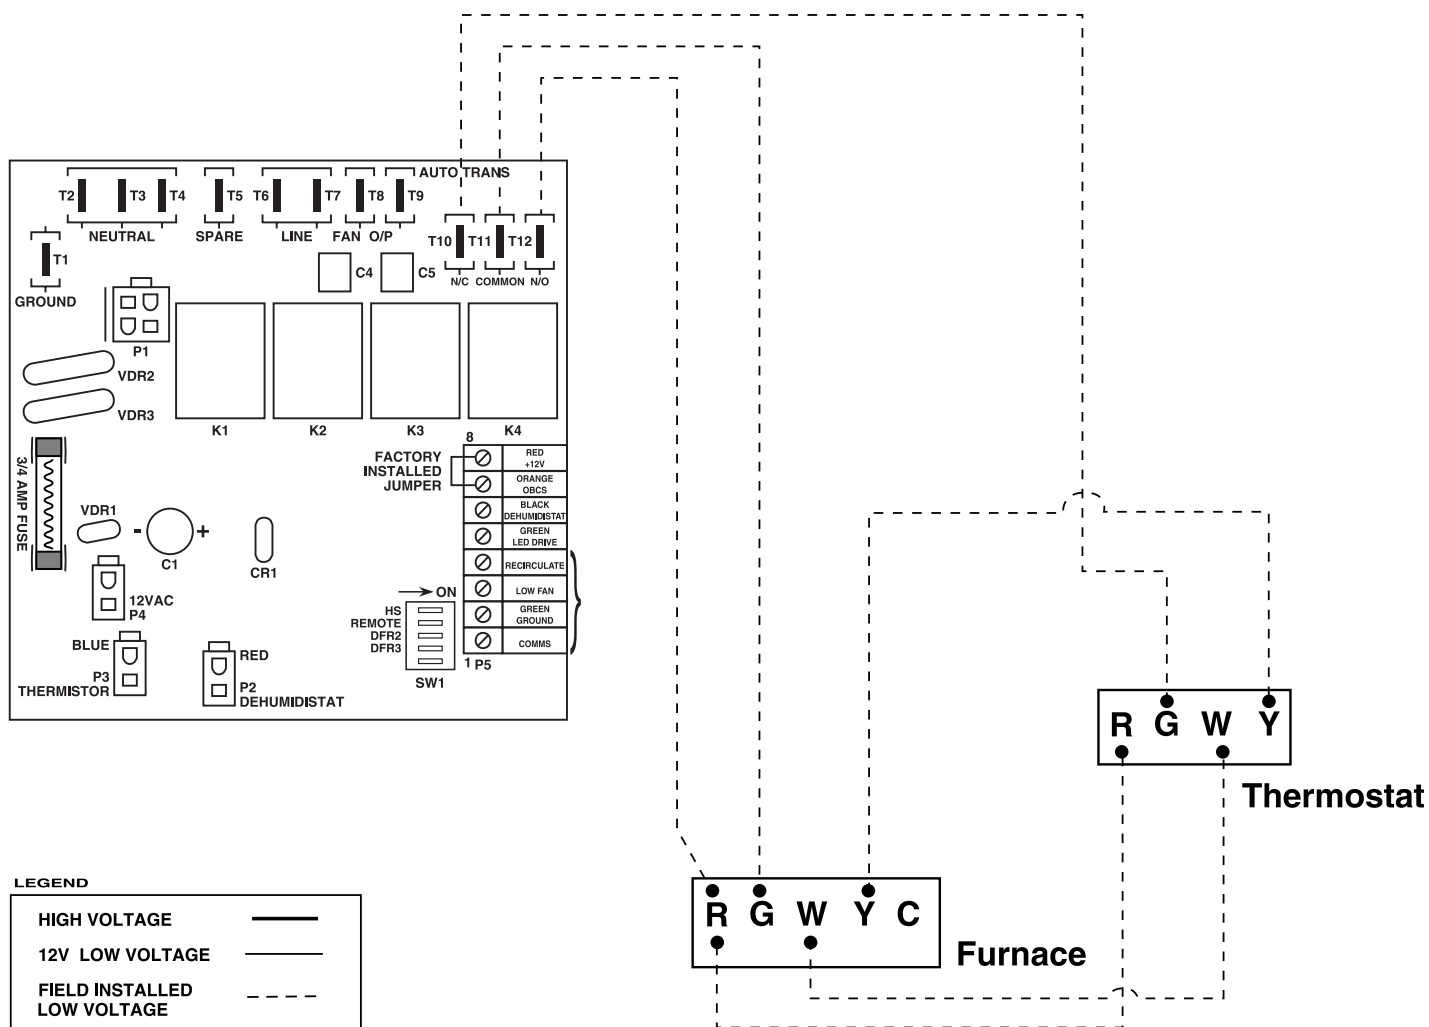 AUTO TRANS
T2 T3 T4 T5 T6 T7 T8 T9
NEUTRAL SPARE LINE FAN O/P
T10 T11 T12
N/C COMMON N/O
T1
GROUND
C4 C5
P1
VDR2
VDR3
K1 K2 K3 K4
3/4 AMP FUSE
VDR1
- +
C1
CR1
12VAC
P4
BLUE
P3
THERMISTOR
RED
P2
DEHUMIDISTAT
FACTORY
INSTALLED
JUMPER
8
RED
+12V
ORANGE
OBCS
BLACK
DEHUMIDISTAT
GREEN
LED DRIVE
RECIRCULATE
LOW FAN
GREEN
GROUND
COMMS
1 P5
ON
HS
REMOTE
DFR2
DFR3
SW1
R G W Y
Thermostat
R G W Y C
Furnace
LEGEND
HIGH VOLTAGE
12V LOW VOLTAGE
FIELD INSTALLED
LOW VOLTAGE